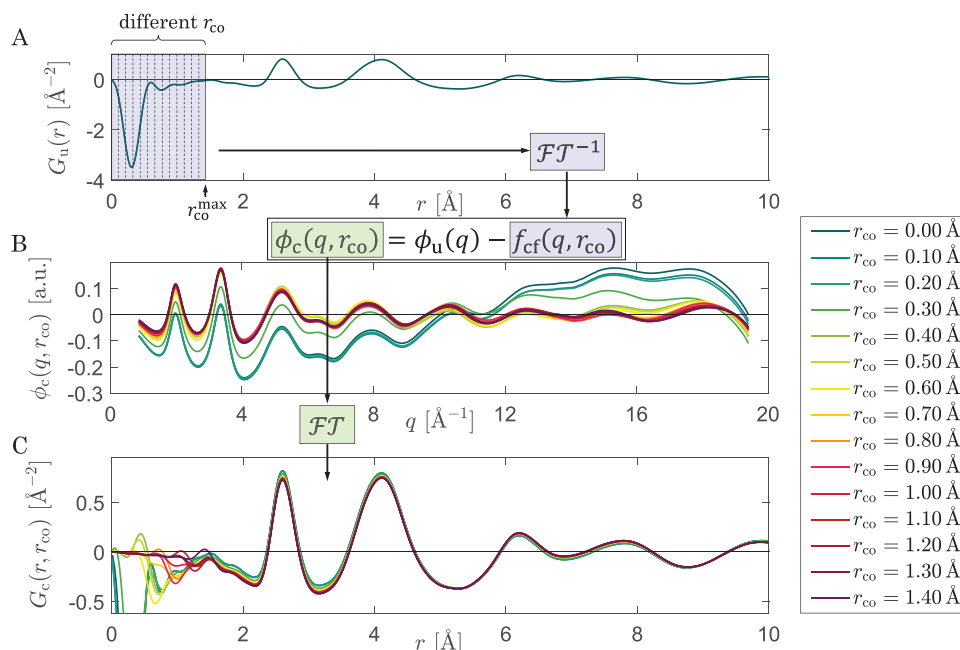 different r_co
A
G_u(r) [Å⁻²]
0
-2
-4
0 2 4 6 8 10
r_co^max
r [Å]
ℱ𝒯⁻¹
ϕ_c(q, r_co) = ϕ_u(q) − f_cf(q, r_co)
B
ϕ_c(q, r_co) [a.u.]
0.1
0
-0.1
-0.2
-0.3
0 4 8 12 16 20
q [Å⁻¹]
ℱ𝒯
C
G_c(r, r_co) [Å⁻²]
0.5
0
-0.5
0 2 4 6 8 10
r [Å]
r_co = 0.00 Å
r_co = 0.10 Å
r_co = 0.20 Å
r_co = 0.30 Å
r_co = 0.40 Å
r_co = 0.50 Å
r_co = 0.60 Å
r_co = 0.70 Å
r_co = 0.80 Å
r_co = 0.90 Å
r_co = 1.00 Å
r_co = 1.10 Å
r_co = 1.20 Å
r_co = 1.30 Å
r_co = 1.40 Å